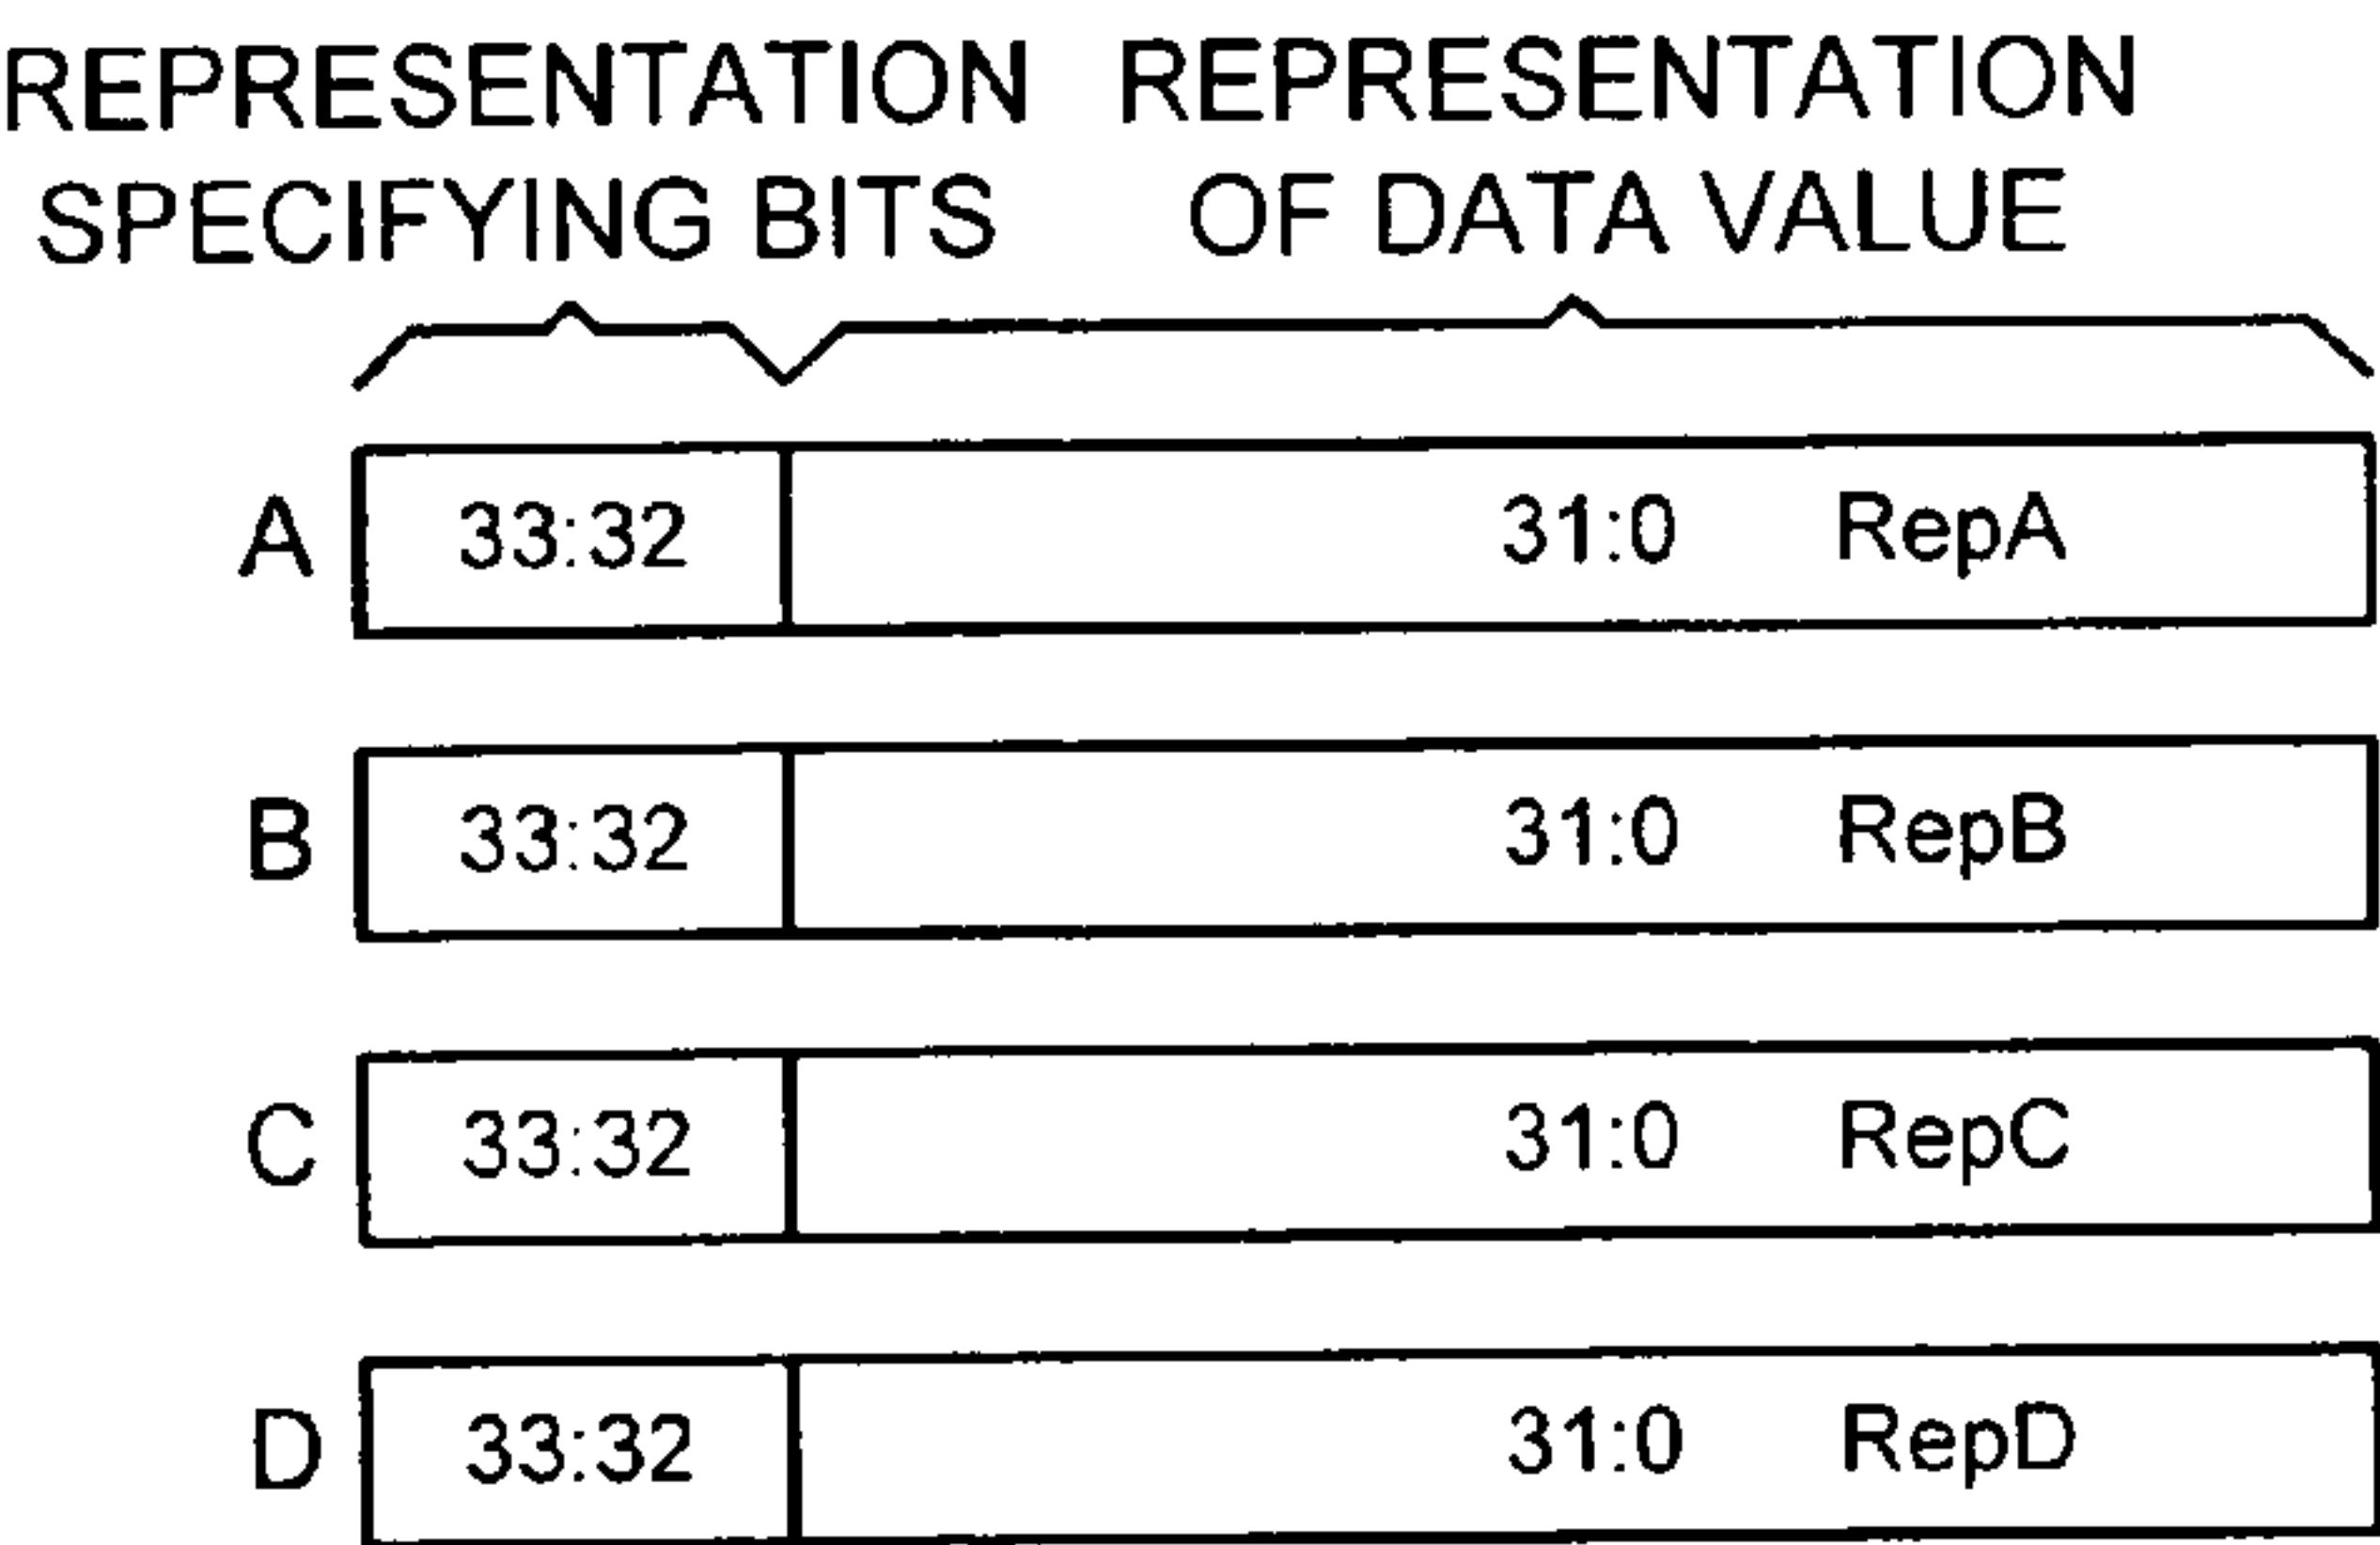 REPRESENTATION REPRESENTATION
SPECIFYING BITS OF DATA VALUE
A 33:32 31:0 RepA
B 33:32 31:0 RepB
C 33:32 31:0 RepC
D 33:32 31:0 RepD